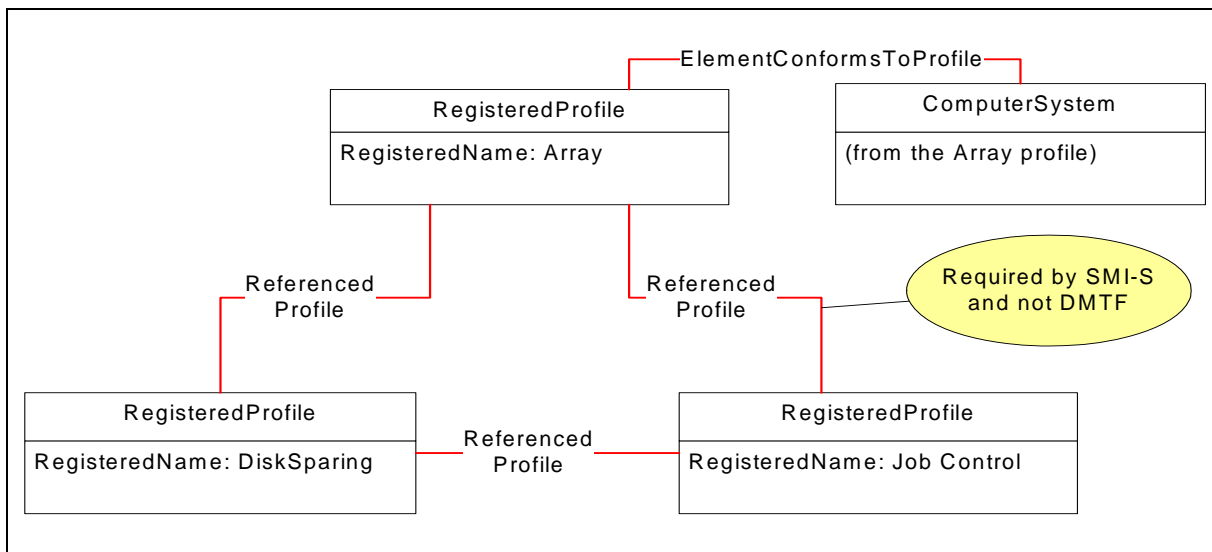 ElementConformsToProfile
RegisteredProfile
RegisteredName: Array
ComputerSystem
(from the Array profile)
Referenced
Profile
Referenced
Profile
Required by SMI-S
and not DMTF
RegisteredProfile
RegisteredName: DiskSparing
Referenced
Profile
RegisteredProfile
RegisteredName: Job Control